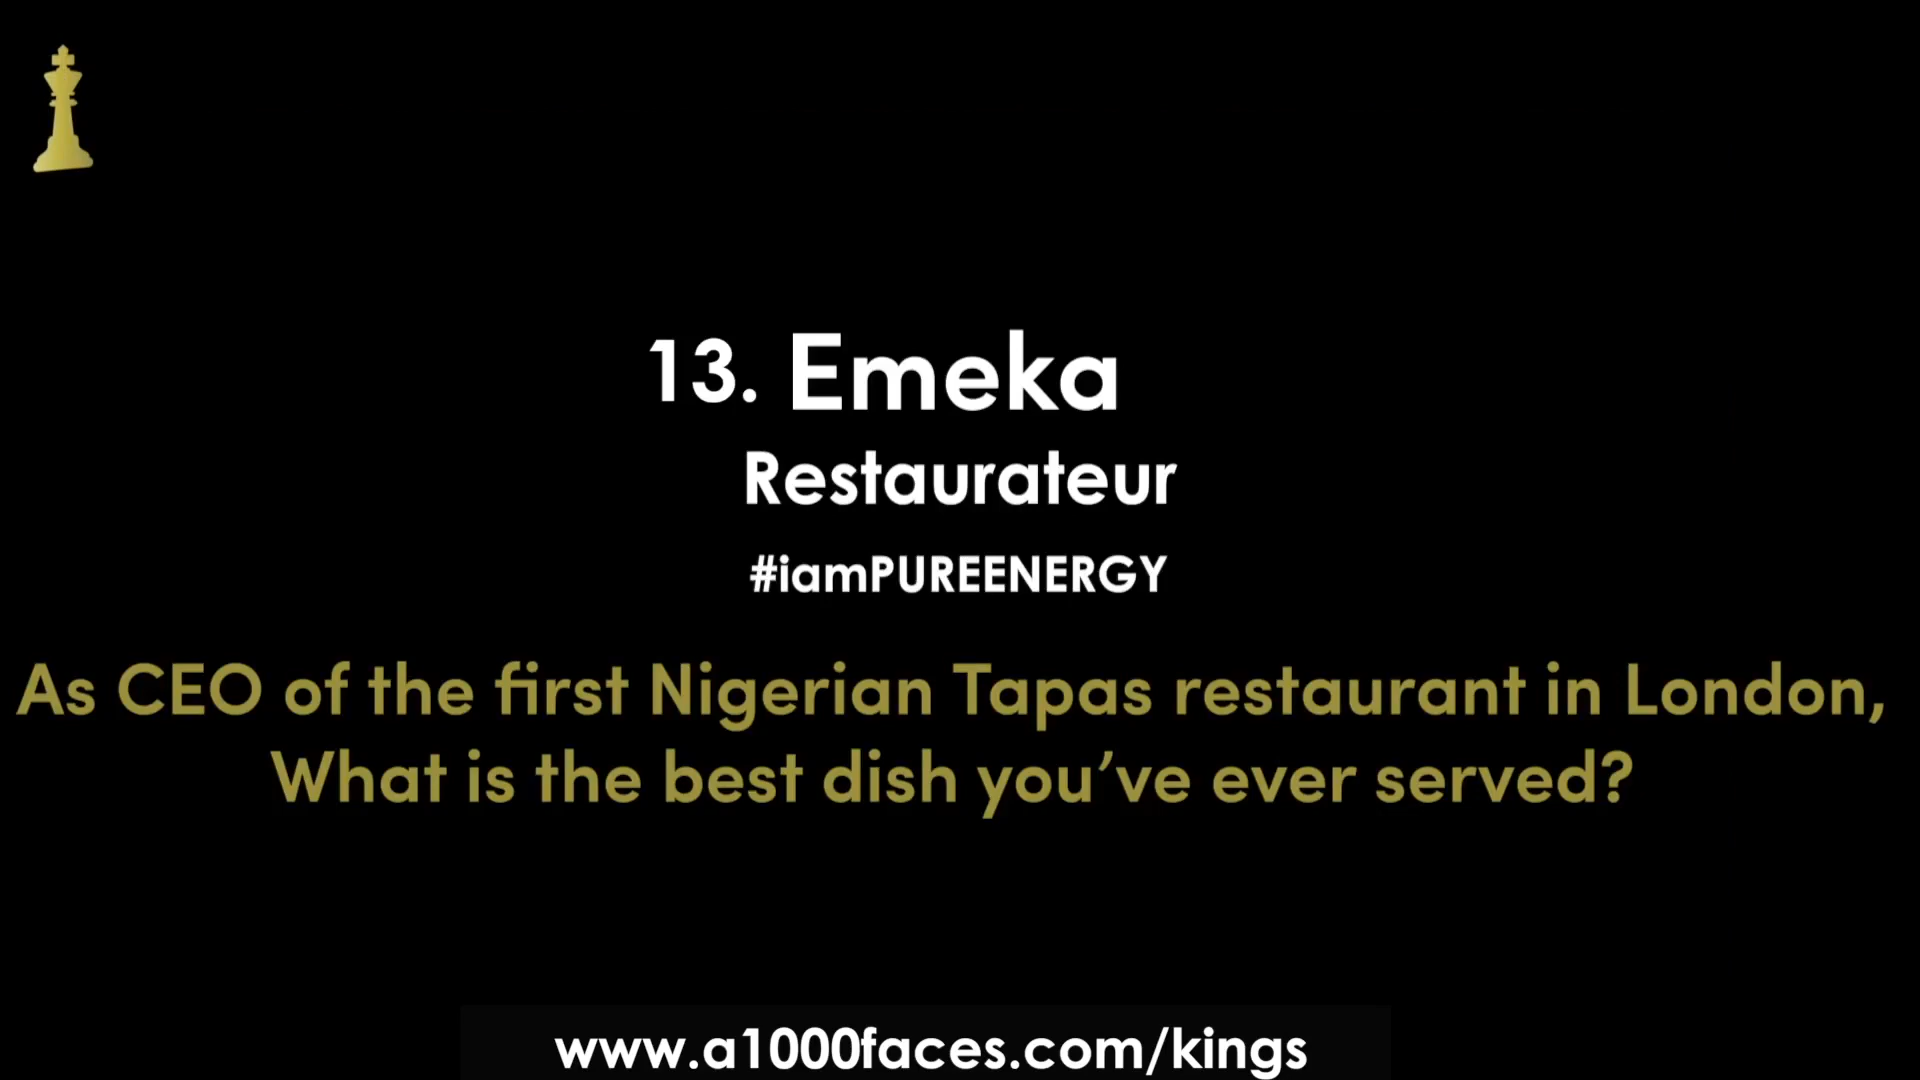 13. Emeka
Restaurateur
#iamPUREENERGY
As CEO of the first Nigerian Tapas restaurant in London,
What is the best dish you’ve ever served?
www.a1000faces.com/kings